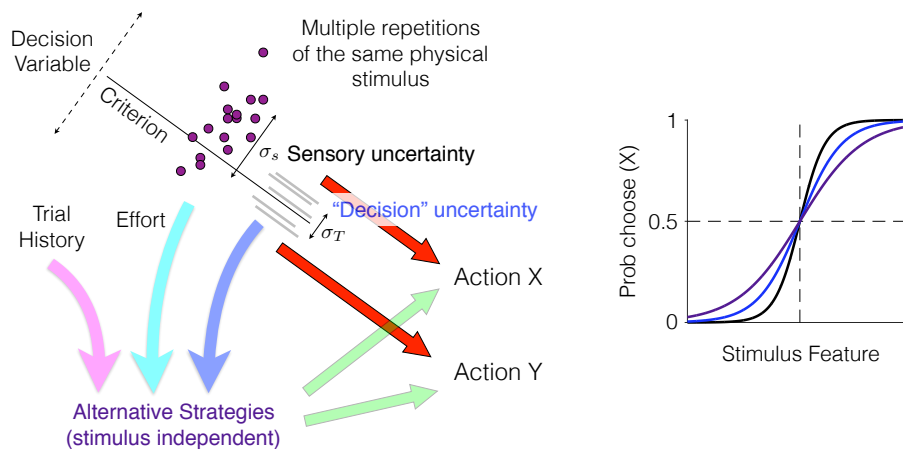 Decision
Variable
Multiple repetitions
of the same physical
stimulus
Criterion
σs Sensory uncertainty
"Decision" uncertainty
σT
Trial
History
Effort
Action X
Action Y
Alternative Strategies
(stimulus independent)
Prob choose (X)
1
0.5
0
Stimulus Feature